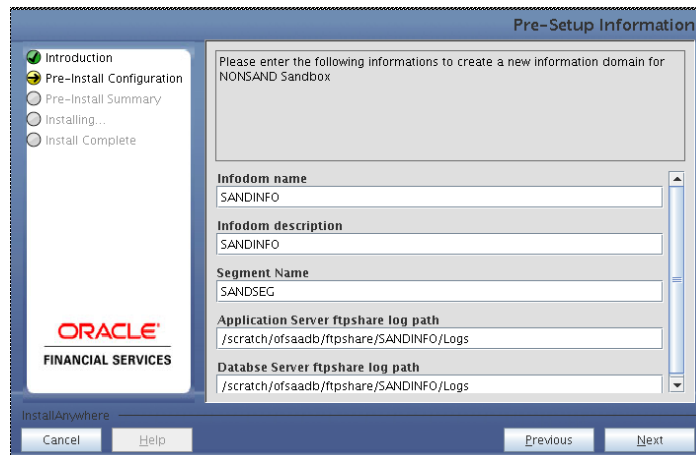 Pre-Setup Information
Introduction
Pre-Install Configuration
Pre-Install Summary
Installing...
Install Complete
ORACLE'
FINANCIAL SERVICES
Please enter the following informations to create a new information domain for
NONSAND Sandbox
Infodom name
SANDINFO
Infodom description
SANDINFO
Segment Name
SANDSEG
Application Server ftpshare log path
/scratch/ofsaadb/ftpshare/SANDINFO/Logs
Databse Server ftpshare log path
/scratch/ofsaadb/ftpshare/SANDINFO/Logs
InstallAnywhere
Cancel
Help
Previous
Next